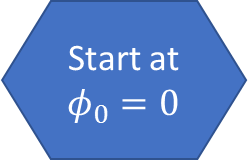 Start at
𝜙₀ = 0